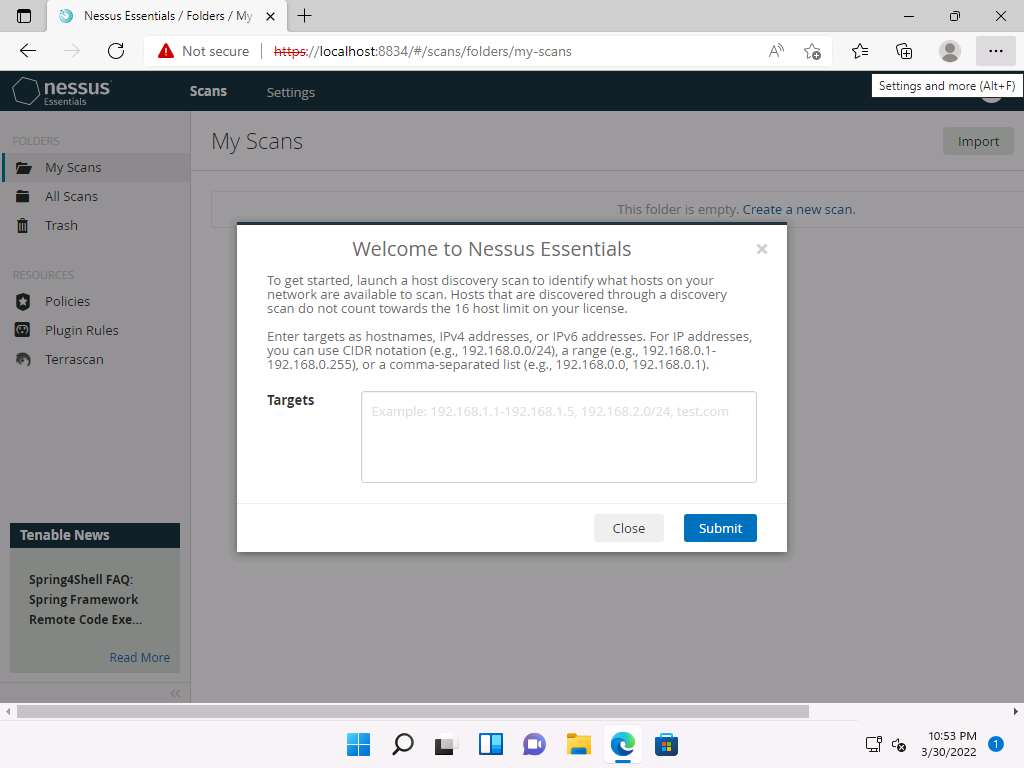 Nessus Essentials / Folders / My
Not secure
https://localhost:8834/#/scans/folders/my-scans
Settings and more (Alt+F)
nessus
Essentials
Scans
Settings
FOLDERS
My Scans
All Scans
Trash
RESOURCES
Policies
Plugin Rules
Terrascan
My Scans
Import
This folder is empty. Create a new scan.
Welcome to Nessus Essentials
To get started, launch a host discovery scan to identify what hosts on your
network are available to scan. Hosts that are discovered through a discovery
scan do not count towards the 16 host limit on your license.
Enter targets as hostnames, IPv4 addresses, or IPv6 addresses. For IP addresses,
you can use CIDR notation (e.g., 192.168.0.0/24), a range (e.g., 192.168.0.1-
192.168.0.255), or a comma-separated list (e.g., 192.168.0.0, 192.168.0.1).
Targets
Example: 192.168.1.1-192.168.1.5, 192.168.2.0/24, test.com
Close
Submit
Tenable News
Spring4Shell FAQ:
Spring Framework
Remote Code Exe...
Read More
10:53 PM
3/30/2022
1